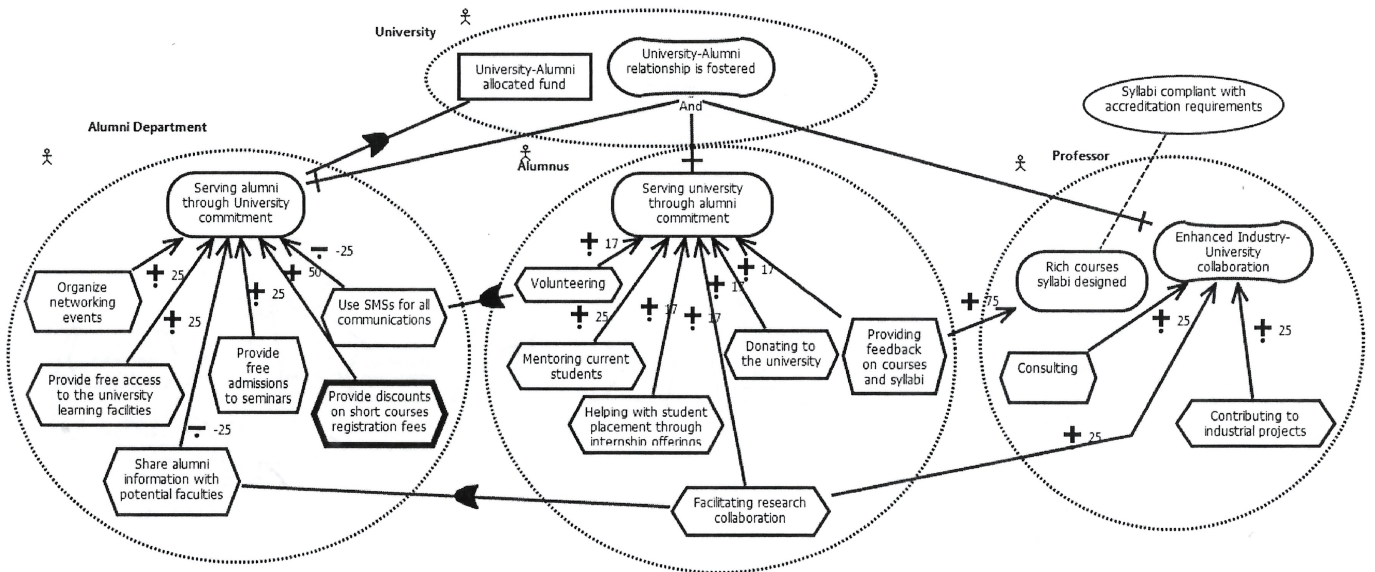 University
University-Alumni
allocated fund
University-Alumni
relationship is fostered
And
Syllabi compliant with
accreditation requirements
Alumni Department
Serving alumni
through University
commitment
- -25
+ 25
+ 50
+ 25
+ 25
Organize
networking
events
Use SMSs for all
communications
Provide free access
to the university
learning facilities
Provide
free
admissions
to seminars
Provide discounts
on short courses
registration fees
- -25
Share alumni
information with
potential faculties
Alumnus
Serving university
through alumni
commitment
+ 17
+ 17
+ 17
+ 25
+ 17
+ 17
Volunteering
Mentoring current
students
Donating to
the university
Providing
feedback
on courses
and syllabi
Helping with student
placement through
internship offerings
Facilitating research
collaboration
Professor
Enhanced Industry-
University
collaboration
Rich courses
syllabi designed
+ 75
+ 25
+ 25
Consulting
Contributing to
industrial projects
+ 25